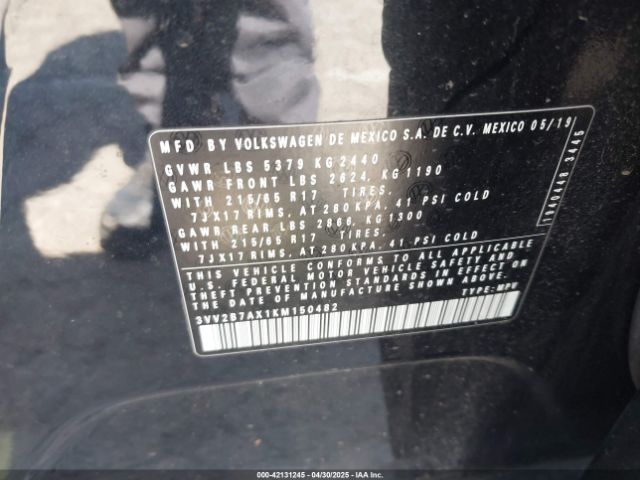 MFD BY VOLKSWAGEN DE MEXICO S.A. DE C.V. MEXICO 05/19
GVWR LBS 5379 KG 2440
GAWR FRONT LBS 2624, KG 1190
WITH 215/65 R17 TIRES.
7JX17 RIMS, AT 280 KPA, 41 PSI COLD
GAWR REAR LBS 2866, KG 1300
WITH 215/65 R17 TIRES.
7JX17 RIMS, AT 280 KPA, 41 PSI COLD
THIS VEHICLE CONFORMS TO ALL APPLICABLE
U.S. FEDERAL MOTOR VEHICLE SAFETY AND
THEFT PREVENTION STANDARDS IN EFFECT ON
THE DATE OF MANUFACTURE SHOWN ABOVE.
3VV2B7AX1KM150482 TYPE: MPV
1940448 3445
000-42131245 - 04/30/2025 - IAA Inc.